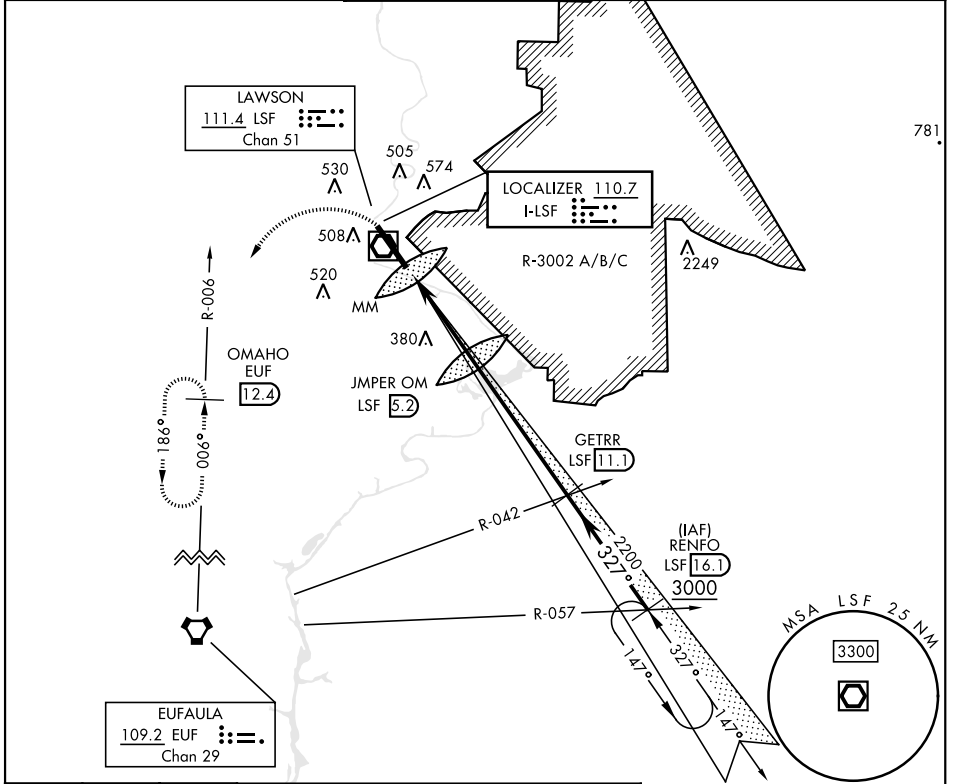 LAWSON
111.4 LSF
Chan 51
781
505
574
530
LOCALIZER 110.7
I-LSF
508
R-3002 A/B/C
2249
520
MM
R-006
380
OMAHO
EUF
12.4
JMPER OM
LSF 5.2
186°
006°
GETRR
LSF 11.1
R-042
2200
327°
(IAF)
RENFO
LSF 16.1
3000
R-057
MSA LSF 25 NM
3300
147°
327°
147°
EUFAULA
109.2 EUF
Chan 29